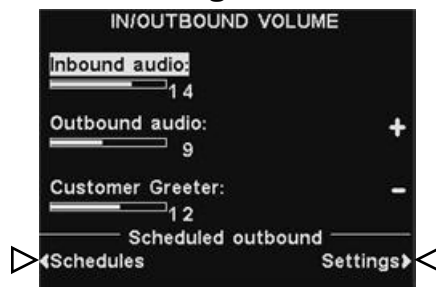 IN/OUTBOUND VOLUME
Inbound audio:
14
Outbound audio:
+
9
Customer Greeter:
-
12
Scheduled outbound
Schedules Settings